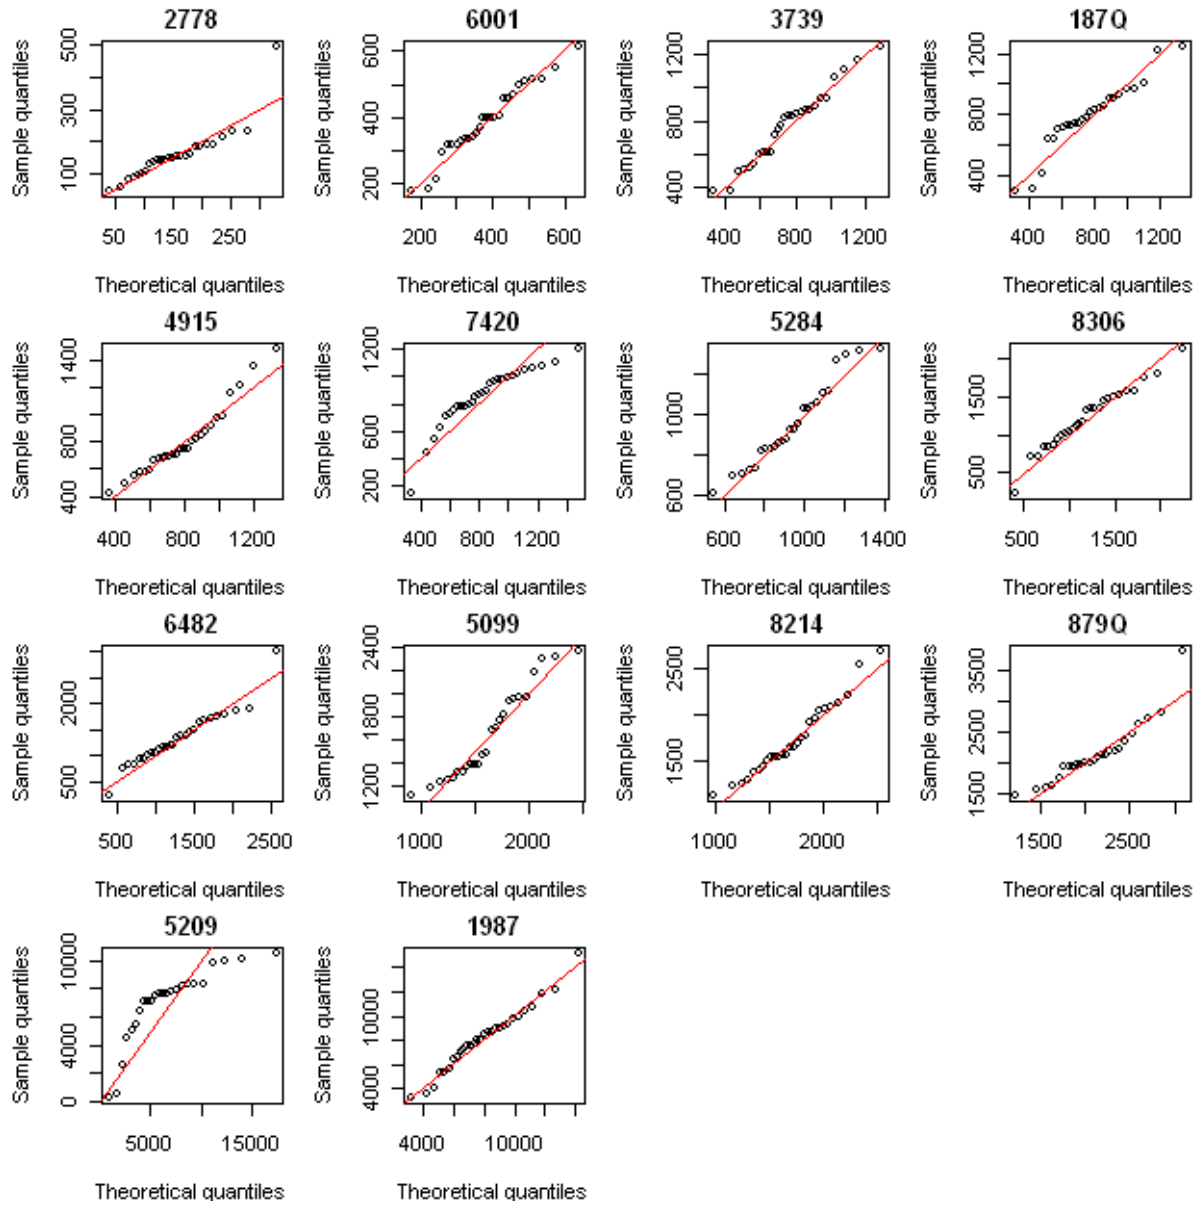 2778 6001 3739 187Q
Sample quantiles Sample quantiles Sample quantiles Sample quantiles
500 300 100 600 400 200 1200 800 400 1200 800 400
50 150 250 200 400 600 400 800 1200 400 800 1200
Theoretical quantiles Theoretical quantiles Theoretical quantiles Theoretical quantiles
4915 7420 5284 8306
Sample quantiles Sample quantiles Sample quantiles Sample quantiles
1400 800 400 1200 600 200 1000 600 1500 500
400 800 1200 400 800 1200 600 1000 1400 500 1500
Theoretical quantiles Theoretical quantiles Theoretical quantiles Theoretical quantiles
6482 5099 8214 879Q
Sample quantiles Sample quantiles Sample quantiles Sample quantiles
2000 500 2400 1800 1200 2500 1500 3500 2500 1500
500 1500 2500 1000 2000 1000 2000 1500 2500
Theoretical quantiles Theoretical quantiles Theoretical quantiles Theoretical quantiles
5209 1987
Sample quantiles Sample quantiles
10000 4000 0 10000 4000
5000 15000 4000 10000
Theoretical quantiles Theoretical quantiles